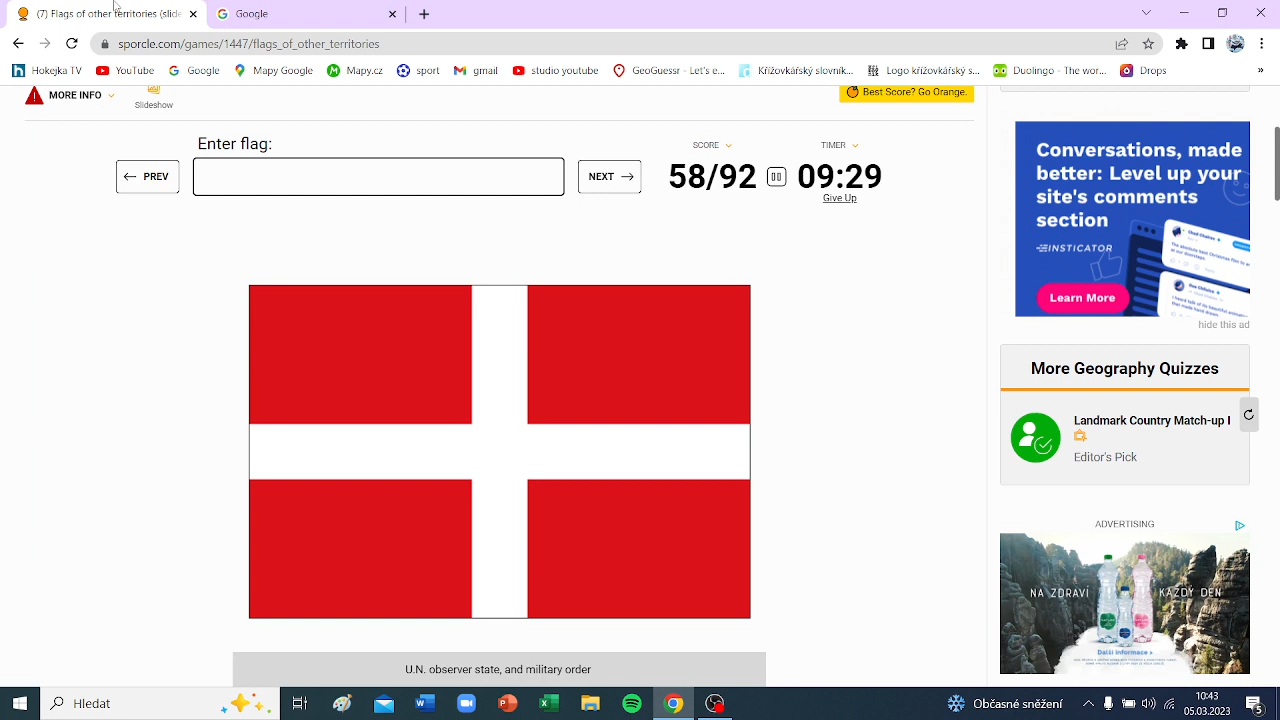 (7) Flags of other territories (slid
Google
sporcle.com/games/1447/flags_of_other_territories
Hokejka TV
YouTube
Google
Mapy Google
Mapy.cz
sport
gmail
studio youtube
GeoGuessr - Let's e...
Křížovkářský slovník...
Logo křížovkářský s...
Duolingo - The wor...
Drops
»
MORE INFO
Slideshow
Best Score? Go Orange.
Enter flag:
SCORE
TIMER
← PREV
NEXT →
58/92
09:29
Give Up
Conversations, made
better: Level up your
site's comments
section
INSTICATOR
Learn More
hide this ad
More Geography Quizzes
Landmark Country Match-up I
Editor's Pick
ADVERTISING
NA ZDRAVÍ
KAŽDÝ DEN
Další informace >
state and military order
Hledat
Občasné sněžení
10:43
05.03.2023
5